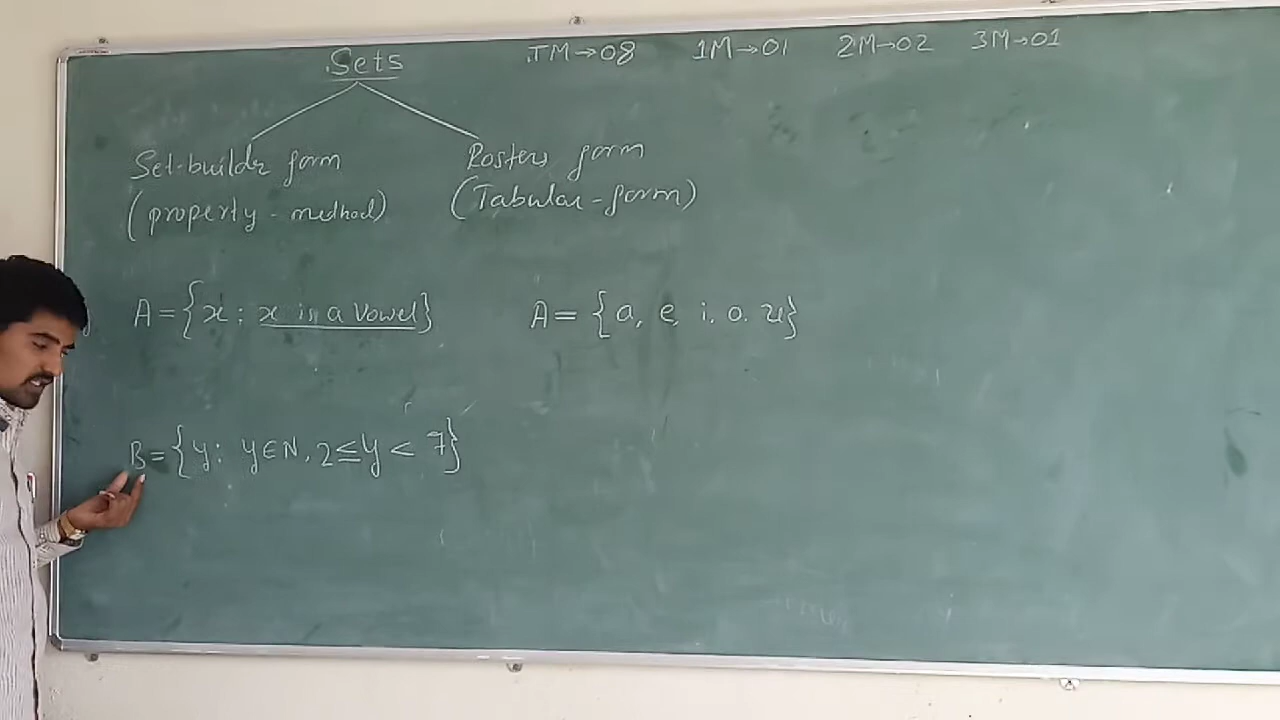 Sets TM→08 1M→01 2M→02 3M→01
Set-builder form Rosters form
(property - method) (Tabular - form)
A = {x : x is a Vowel} A = {a, e, i, o, u}
B = {y : y ∈ N, 2 ≤ y < 7}